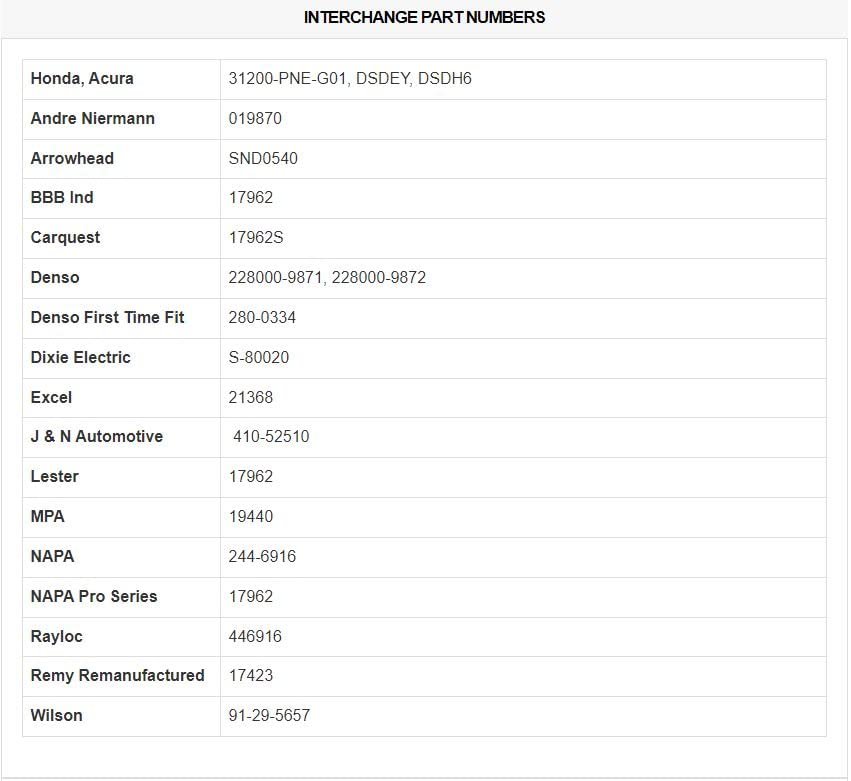 INTERCHANGE PART NUMBERS
Honda, Acura 31200-PNE-G01, DSDEY, DSDH6
Andre Niermann 019870
Arrowhead SND0540
BBB Ind 17962
Carquest 17962S
Denso 228000-9871, 228000-9872
Denso First Time Fit 280-0334
Dixie Electric S-80020
Excel 21368
J & N Automotive 410-52510
Lester 17962
MPA 19440
NAPA 244-6916
NAPA Pro Series 17962
Rayloc 446916
Remy Remanufactured 17423
Wilson 91-29-5657